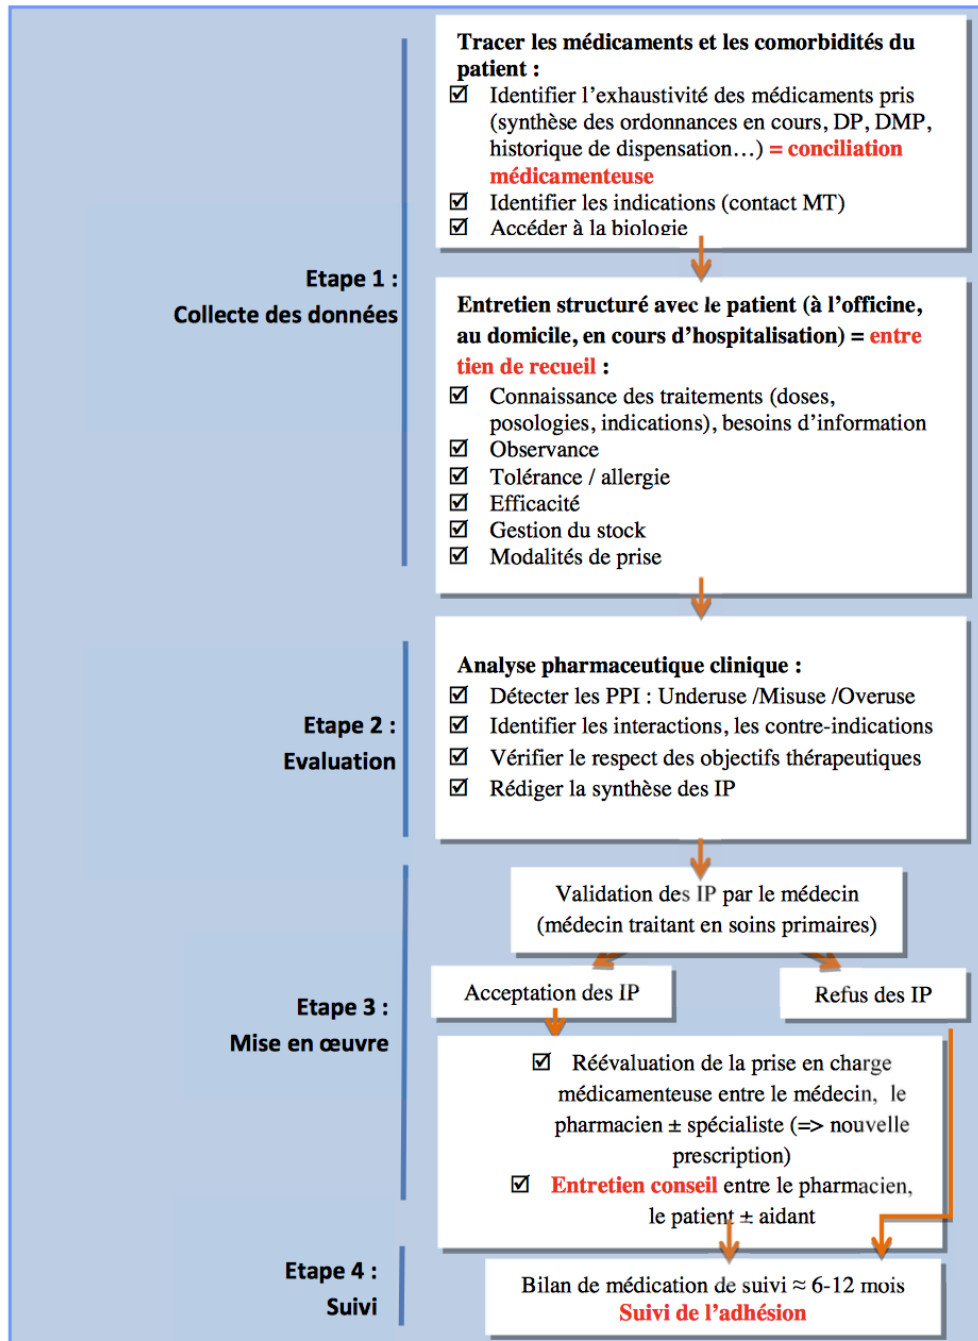 Tracer les médicaments et les comorbidités du
patient :
☑ Identifier l’exhaustivité des médicaments pris
(synthèse des ordonnances en cours, DP, DMP,
historique de dispensation…) = conciliation
médicamenteuse
☑ Identifier les indications (contact MT)
☑ Accéder à la biologie
Etape 1 :
Collecte des données
Entretien structuré avec le patient (à l’officine,
au domicile, en cours d’hospitalisation) = entre
tien de recueil :
☑ Connaissance des traitements (doses,
posologies, indications), besoins d’information
☑ Observance
☑ Tolérance / allergie
☑ Efficacité
☑ Gestion du stock
☑ Modalités de prise
Etape 2 :
Evaluation
Analyse pharmaceutique clinique :
☑ Détecter les PPI : Underuse /Misuse /Overuse
☑ Identifier les interactions, les contre-indications
☑ Vérifier le respect des objectifs thérapeutiques
☑ Rédiger la synthèse des IP
Etape 3 :
Mise en œuvre
Validation des IP par le médecin
(médecin traitant en soins primaires)
Acceptation des IP
Refus des IP
☑ Réévaluation de la prise en charge
médicamenteuse entre le médecin, le
pharmacien ± spécialiste (=> nouvelle
prescription)
☑ Entretien conseil entre le pharmacien,
le patient ± aidant
Etape 4 :
Suivi
Bilan de médication de suivi ≈ 6-12 mois
Suivi de l’adhésion